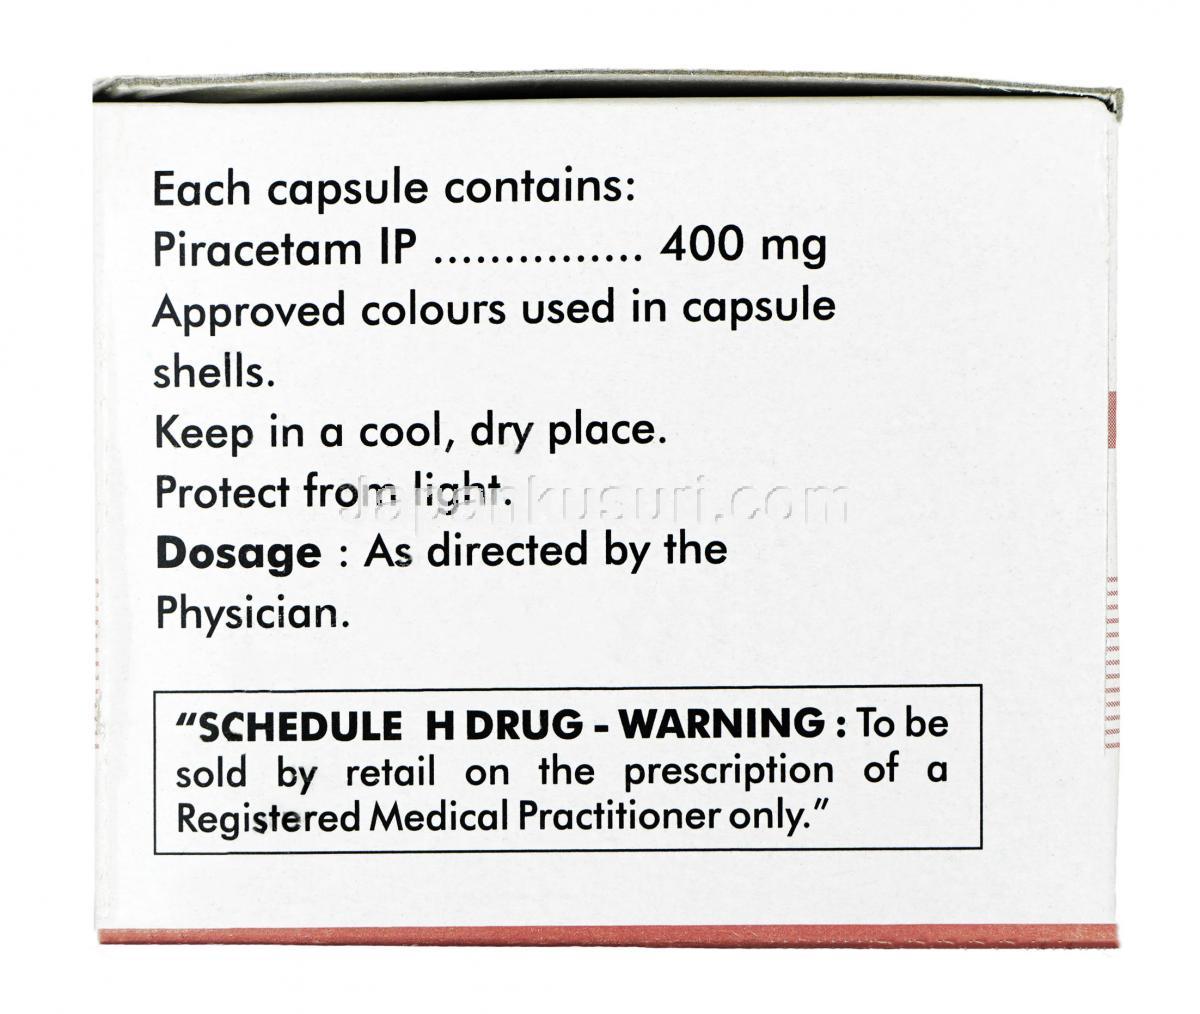 Each capsule contains:
Piracetam IP ............... 400 mg
Approved colours used in capsule
shells.
Keep in a cool, dry place.
Protect from light.
Japankusuri.com
Dosage : As directed by the
Physician.
“SCHEDULE H DRUG - WARNING : To be
sold by retail on the prescription of a
Registered Medical Practitioner only.”